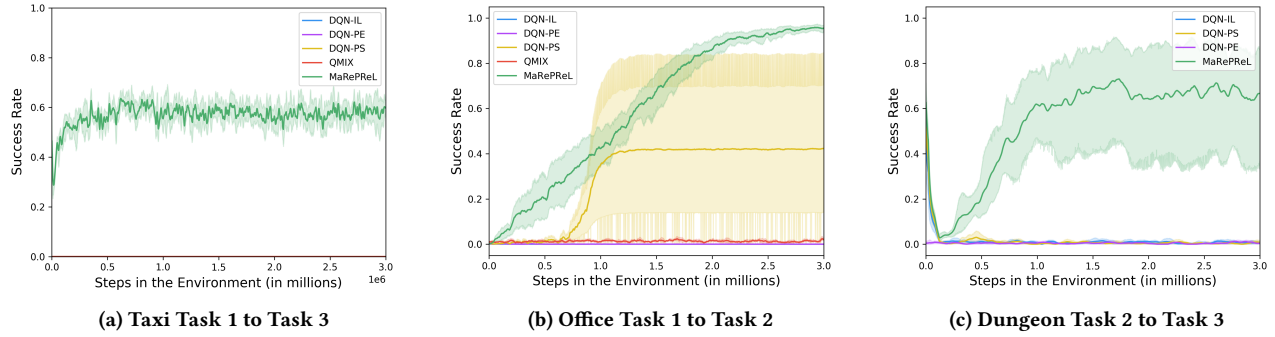 1.0
0.8
0.6
0.4
0.2
0.0
Success Rate
DQN-IL
DQN-PE
DQN-PS
QMIX
MaRePReL
0.0 0.5 1.0 1.5 2.0 2.5 3.0
1e6
Steps in the Environment (in millions)
(a) Taxi Task 1 to Task 3
1.0
0.8
0.6
0.4
0.2
0.0
Success Rate
DQN-IL
DQN-PE
DQN-PS
QMIX
MaRePReL
0.0 0.5 1.0 1.5 2.0 2.5 3.0
Steps in the Environment (in millions)
(b) Office Task 1 to Task 2
1.0
0.8
0.6
0.4
0.2
0.0
Success Rate
DQN-IL
DQN-PS
DQN-PE
MaRePReL
0.0 0.5 1.0 1.5 2.0 2.5 3.0
Steps in the Environment (in millions)
(c) Dungeon Task 2 to Task 3